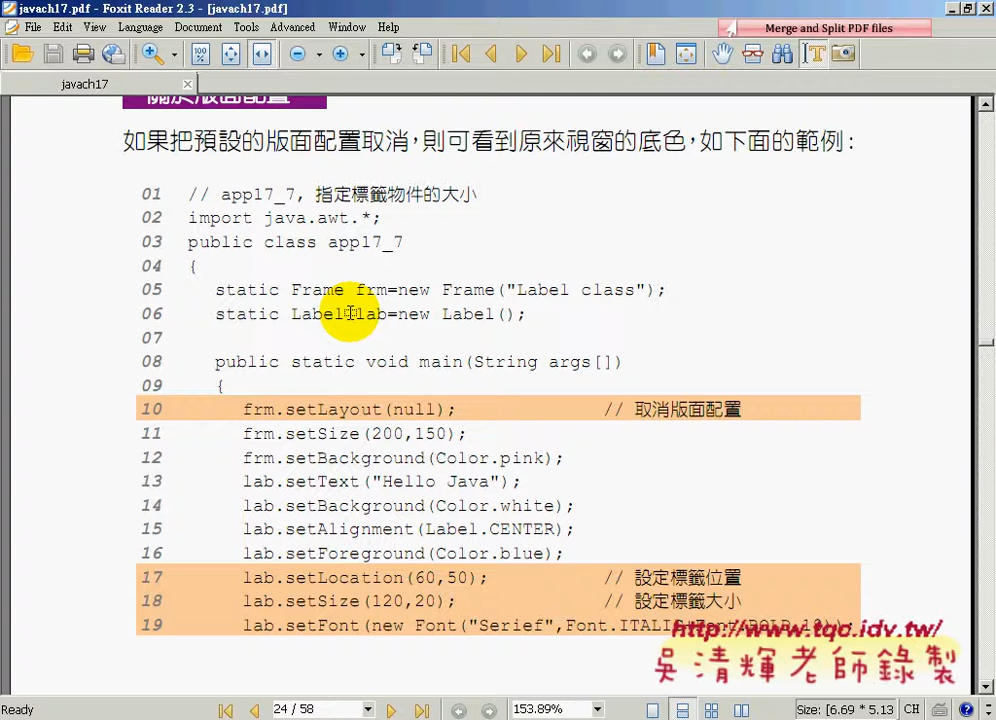 javach17.pdf - Foxit Reader 2.3 - [javach17.pdf]
File Edit View Language Document Tools Advanced Window Help
Merge and Split PDF files
javach17
關於版面配置
如果把預設的版面配置取消,則可看到原來視窗的底色,如下面的範例:
01 // app17_7, 指定標籤物件的大小
02 import java.awt.*;
03 public class app17_7
04 {
05 static Frame frm=new Frame("Label class");
06 static Label lab=new Label();
07
08 public static void main(String args[])
09 {
10 frm.setLayout(null); // 取消版面配置
11 frm.setSize(200,150);
12 frm.setBackground(Color.pink);
13 lab.setText("Hello Java");
14 lab.setBackground(Color.white);
15 lab.setAlignment(Label.CENTER);
16 lab.setForeground(Color.blue);
17 lab.setLocation(60,50); // 設定標籤位置
18 lab.setSize(120,20); // 設定標籤大小
19 lab.setFont(new Font("Serief",Font.ITALIC+Font.BOLD,18));
http://www.tqc.idv.tw/
吳清輝老師錄製
Ready 24 / 58 153.89% Size: [6.69 * 5.13 CH